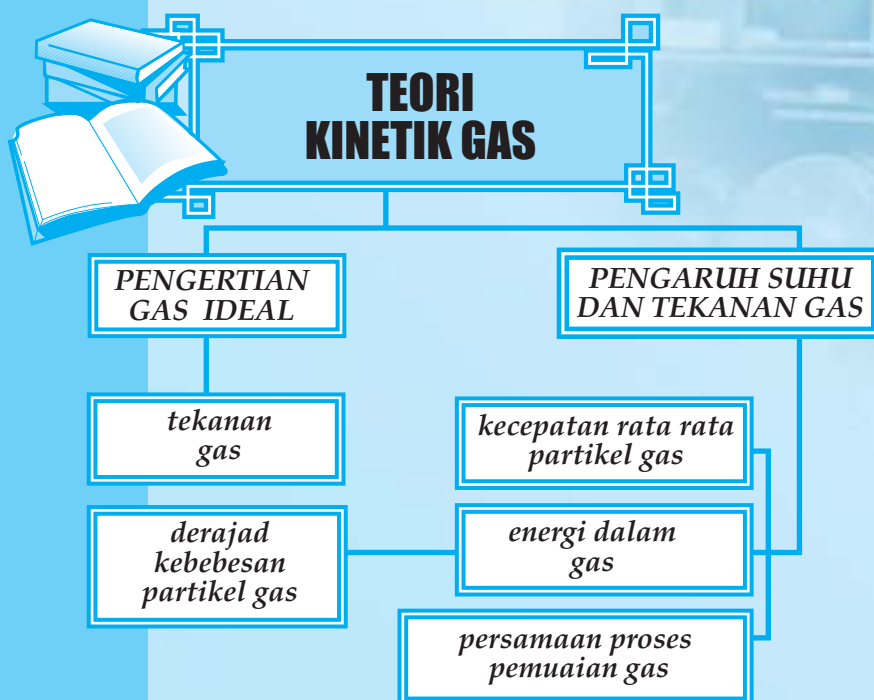 TEORI
KINETIK GAS
PENGERTIAN
GAS IDEAL
PENGARUH SUHU
DAN TEKANAN GAS
tekanan
gas
kecepatan rata rata
partikel gas
derajad
kebebesan
partikel gas
energi dalam
gas
persamaan proses
pemuaian gas